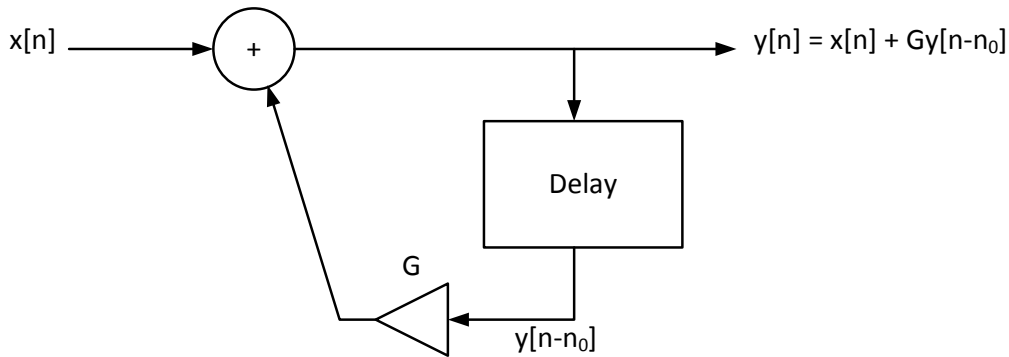 x[n]
+
y[n] = x[n] + Gy[n-n₀]
Delay
G
y[n-n₀]